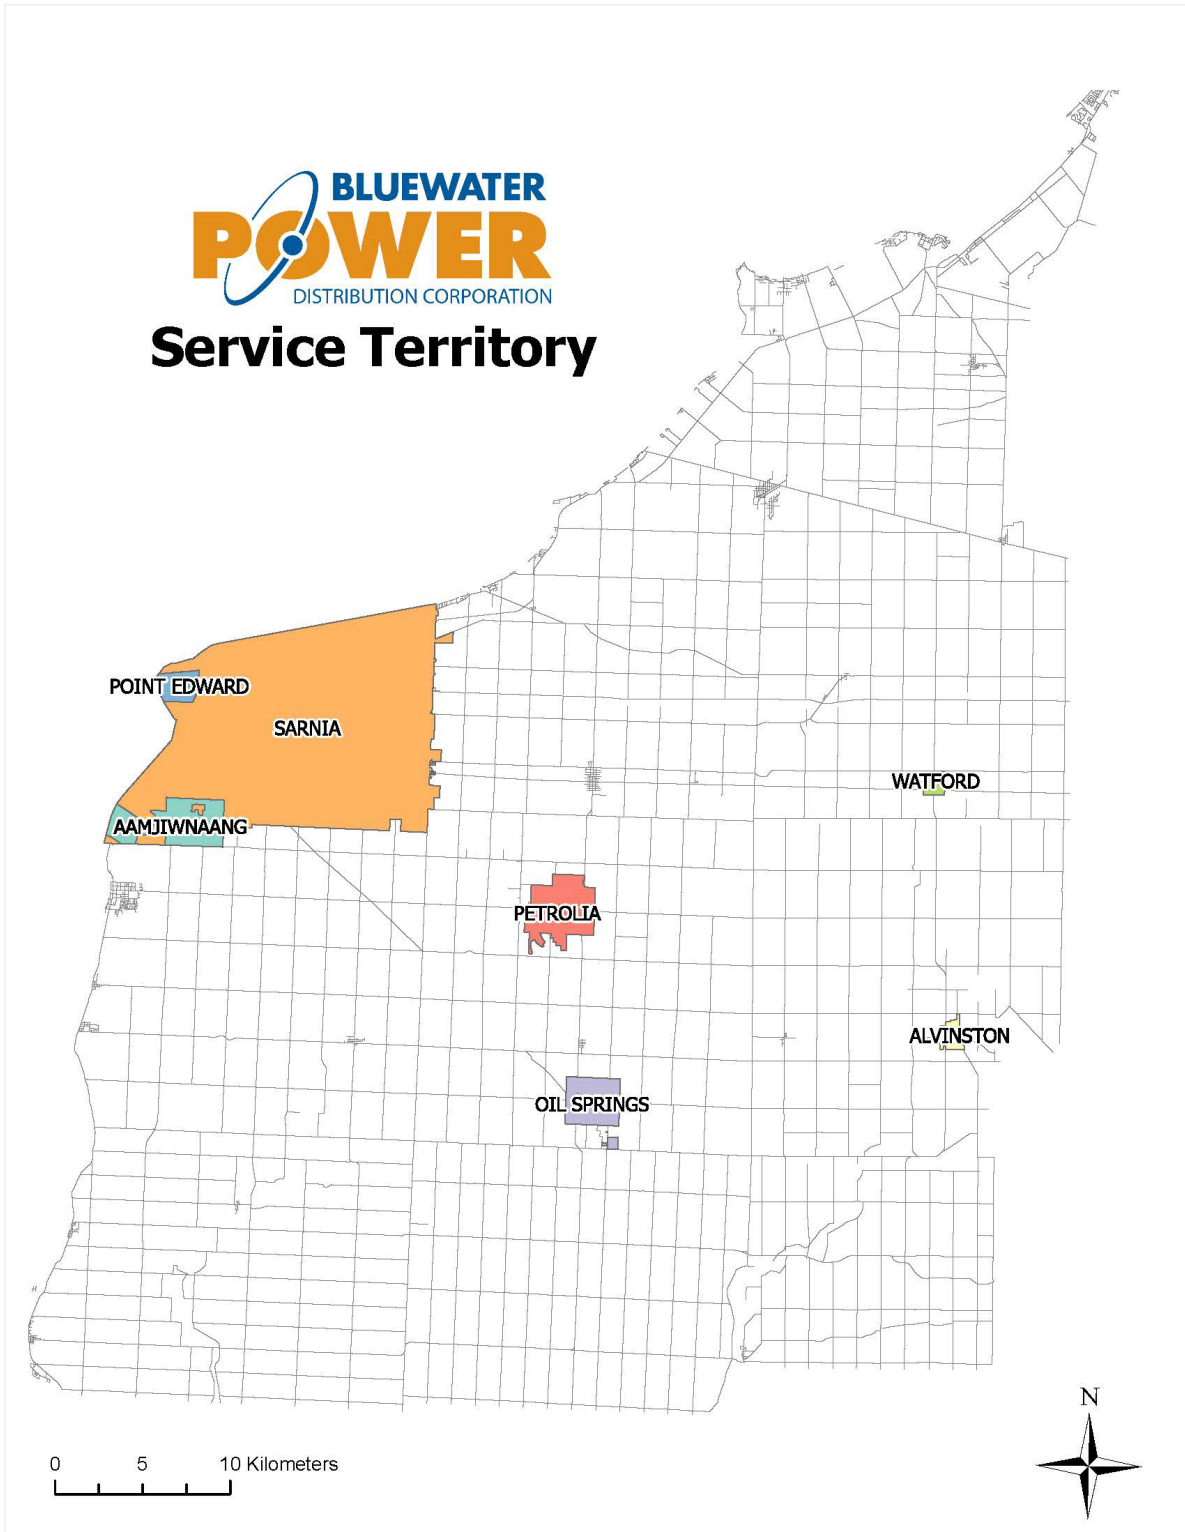 BLUEWATER
POWER
DISTRIBUTION CORPORATION
Service Territory
POINT EDWARD
SARNIA
WATFORD
AAMJIWNAANG
PETROLIA
ALVINSTON
OIL SPRINGS
N
0 5 10 Kilometers